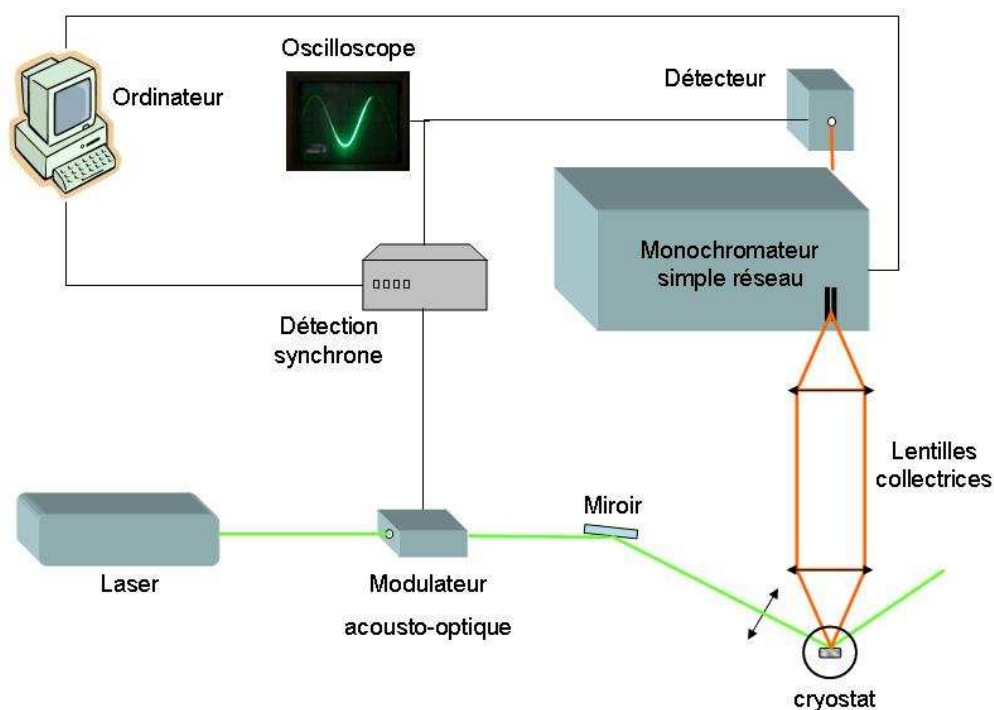 Oscilloscope
Détecteur
Ordinateur
Monochromateur
simple réseau
Détection
synchrone
Lentilles
collectrices
Miroir
Laser
Modulateur
acousto-optique
cryostat